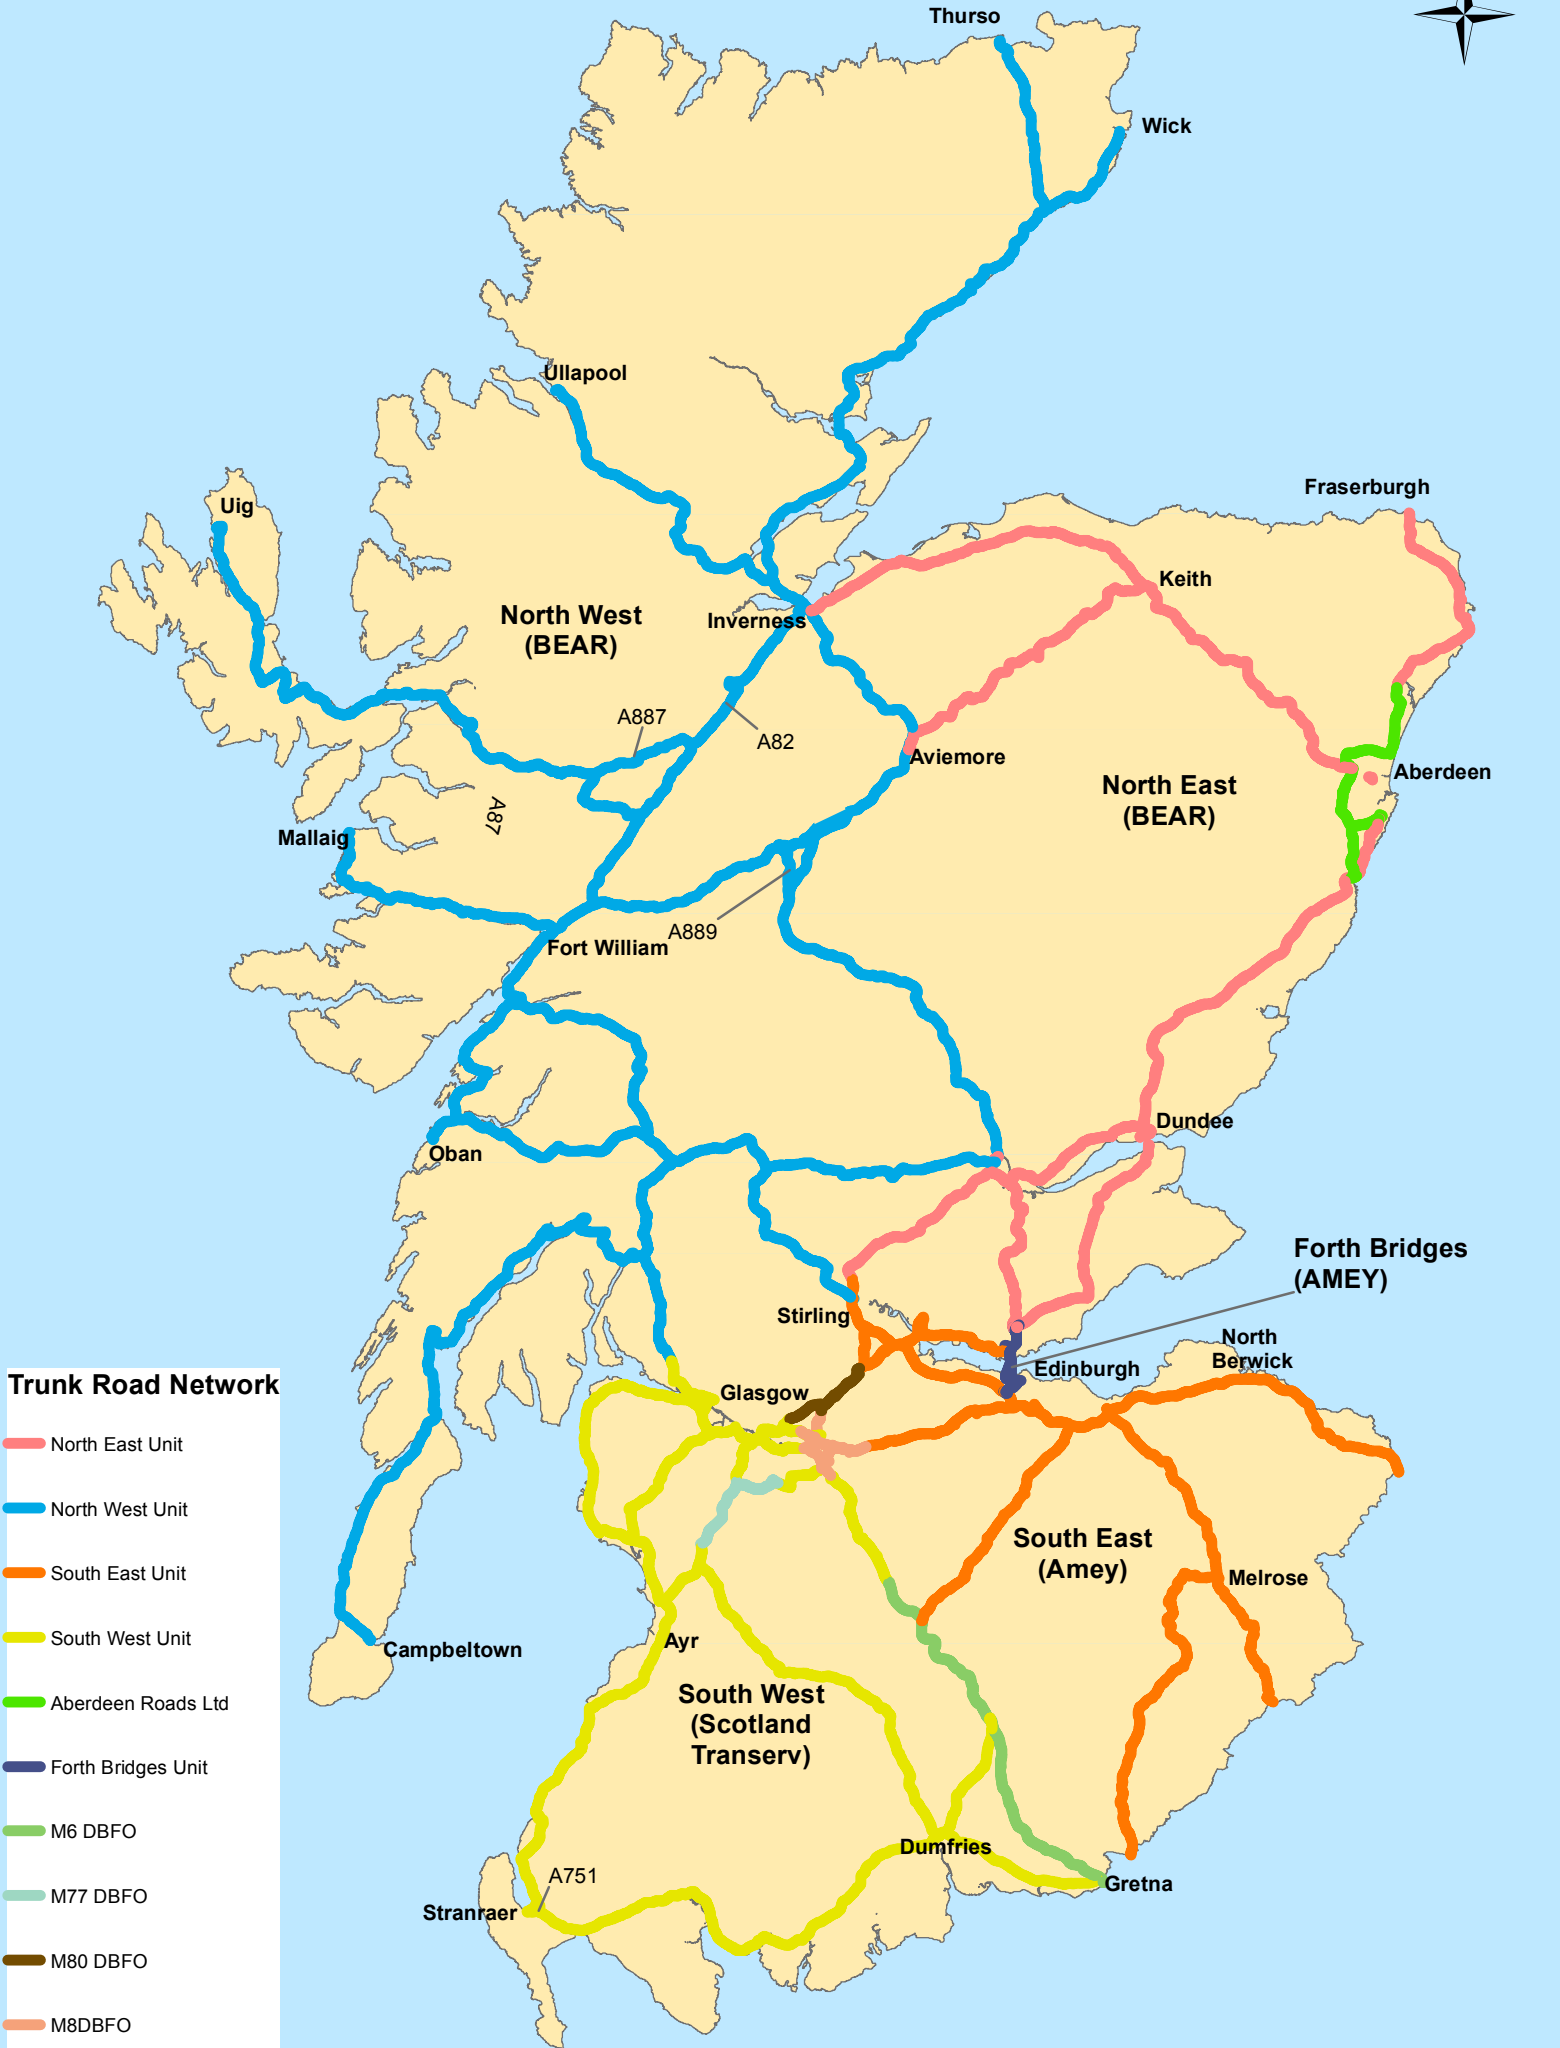 Thurso
Wick
Ullapool
Fraserburgh
Uig
Keith
North West
(BEAR)
Inverness
A887
A82
Aviemore
Aberdeen
North East
(BEAR)
A87
Mallaig
A889
Fort William
Dundee
Oban
Forth Bridges
(AMEY)
Stirling
North
Berwick
Edinburgh
Glasgow
South East
(Amey)
Melrose
Ayr
Campbeltown
South West
(Scotland
Transerv)
Dumfries
A751
Gretna
Stranraer
Trunk Road Network
North East Unit
North West Unit
South East Unit
South West Unit
Aberdeen Roads Ltd
Forth Bridges Unit
M6 DBFO
M77 DBFO
M80 DBFO
M8DBFO